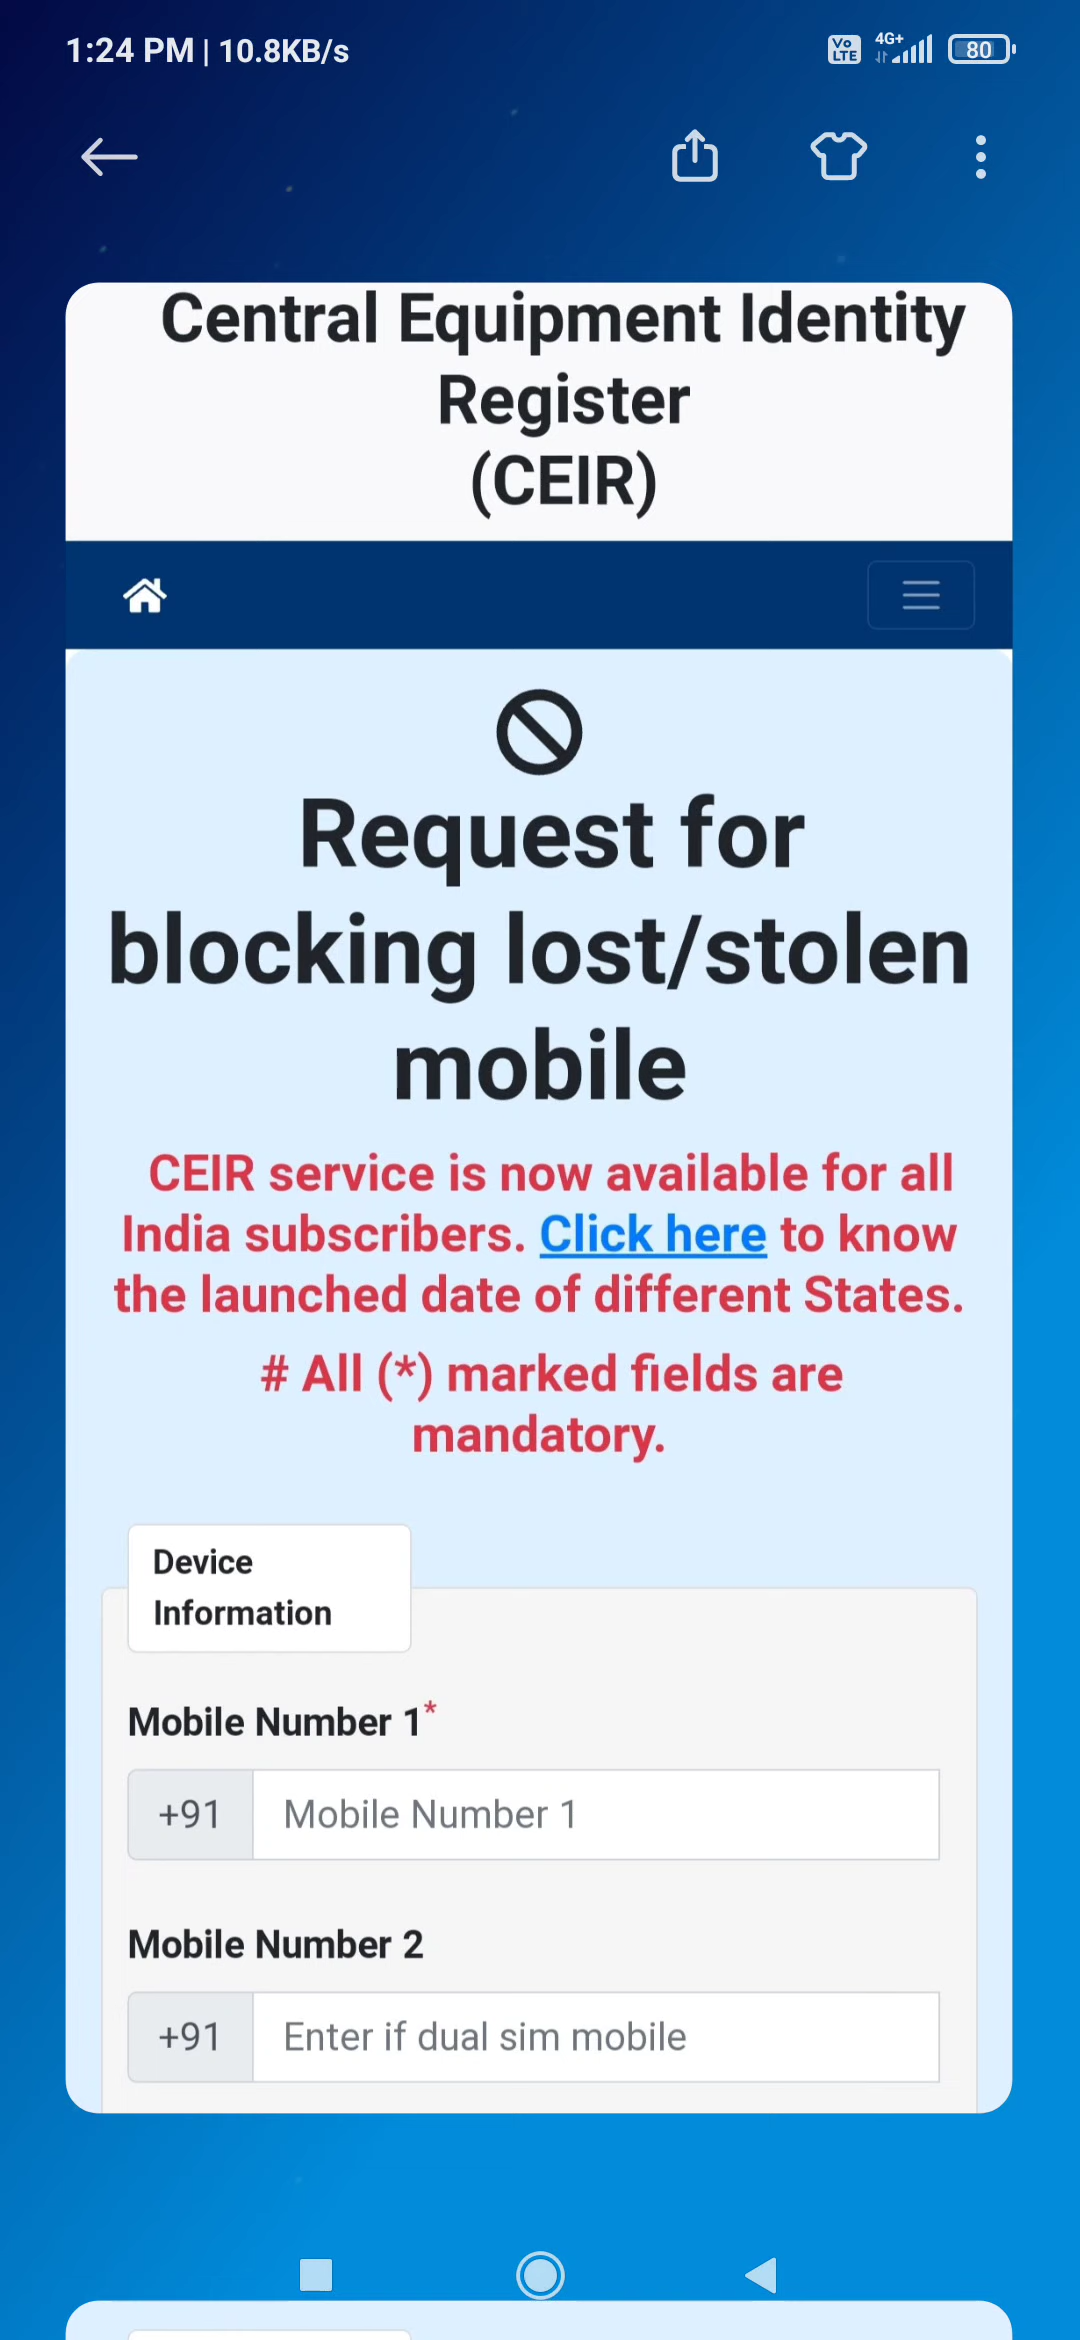 1:24 PM | 10.8KB/s
Vo LTE 4G+ 80
Central Equipment Identity
Register
(CEIR)
Request for
blocking lost/stolen
mobile
CEIR service is now available for all
India subscribers. Click here to know
the launched date of different States.
# All (*) marked fields are
mandatory.
Device
Information
Mobile Number 1*
+91 Mobile Number 1
Mobile Number 2
+91 Enter if dual sim mobile